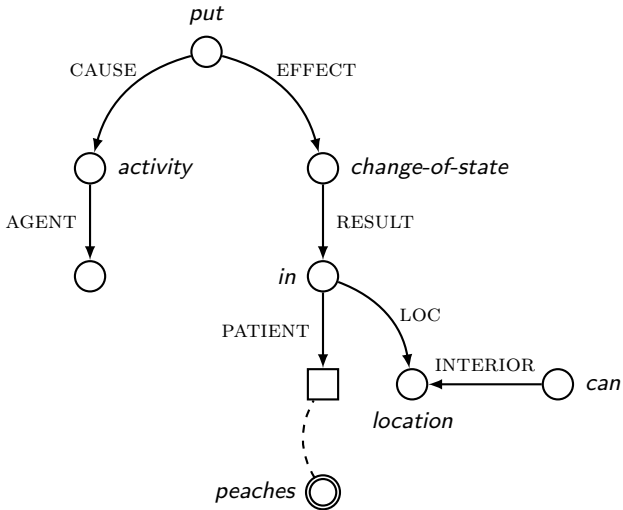 put
CAUSE
EFFECT
activity
change-of-state
AGENT
RESULT
in
LOC
PATIENT
INTERIOR
can
location
peaches